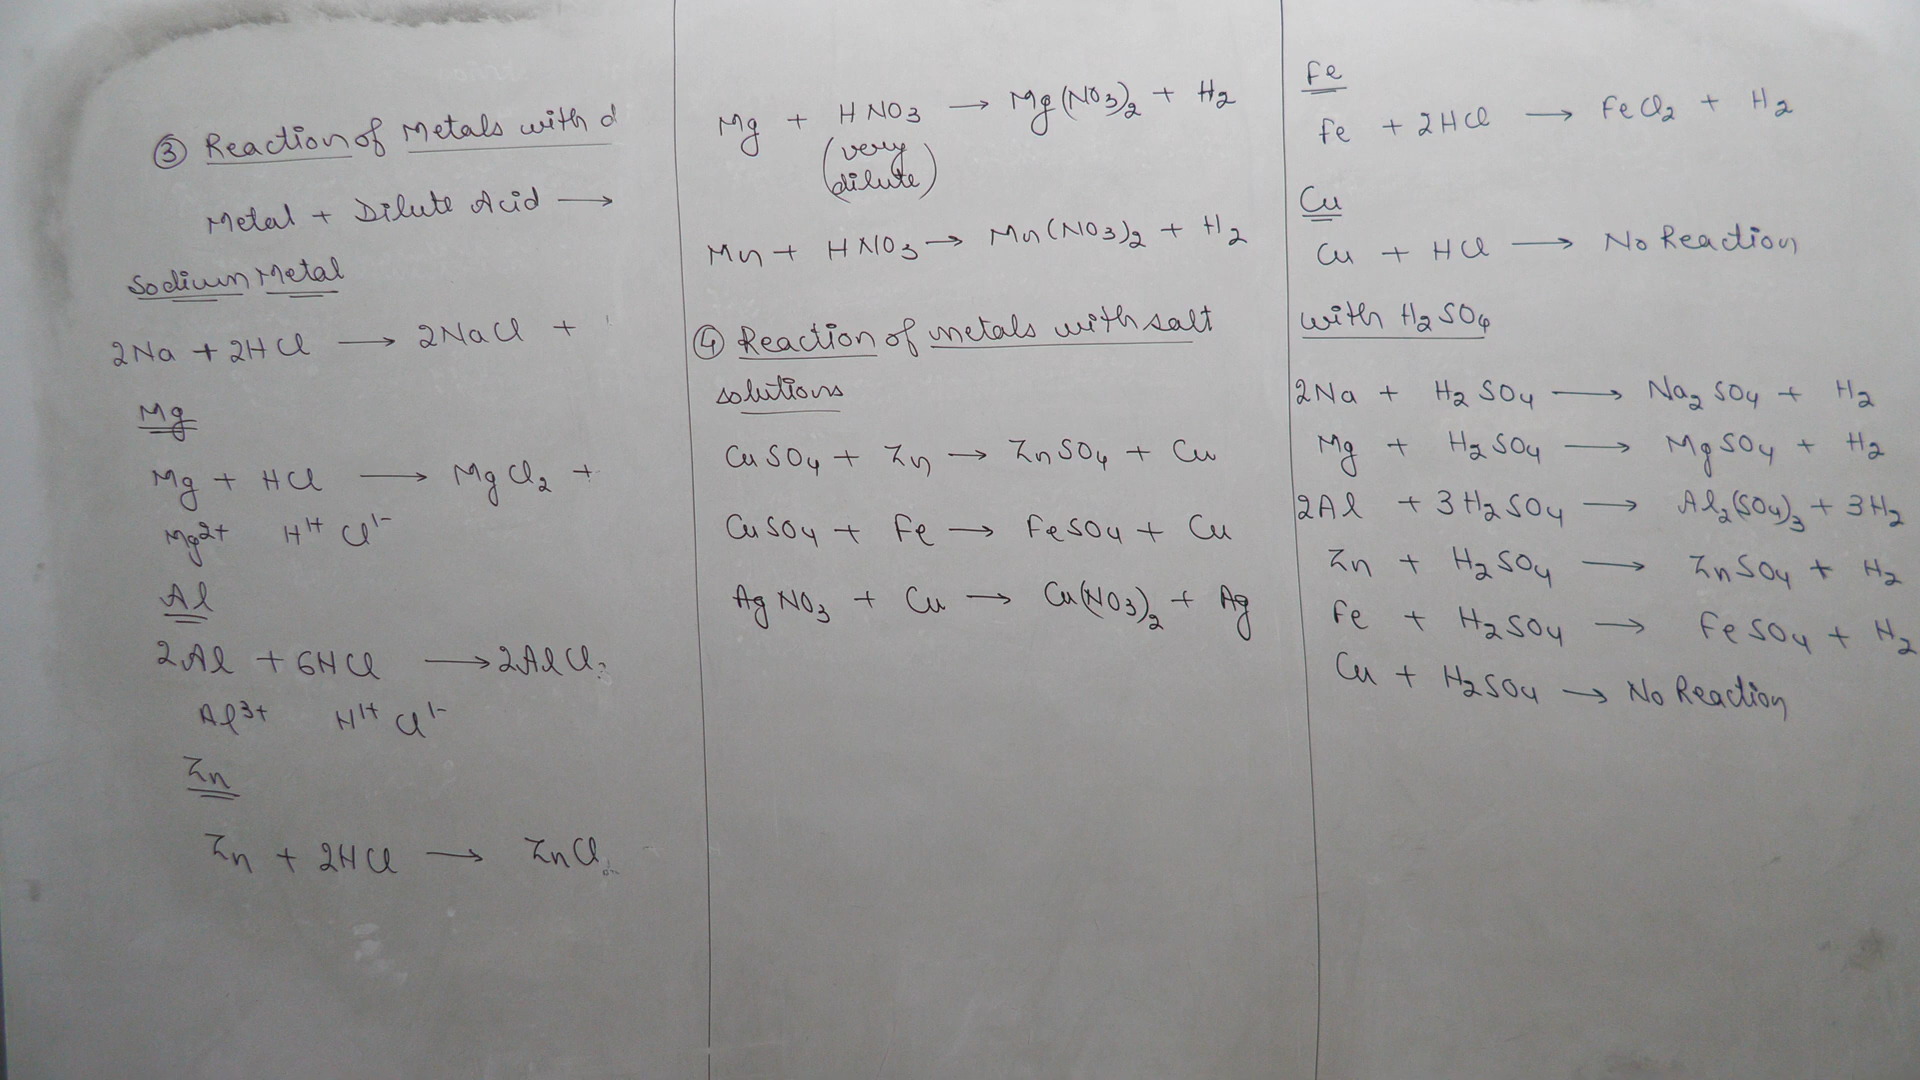 ③ Reaction of Metals with d
Metal + Dilute Acid →
Sodium Metal
2Na + 2HCl → 2NaCl +
Mg
Mg + HCl → MgCl₂ +
Mg²⁺ H¹⁺ Cl¹⁻
Al
2Al + 6HCl → 2AlCl
Al³⁺ H¹⁺ Cl¹⁻
Zn
Zn + 2HCl → ZnCl
Mg + HNO₃ → Mg(NO₃)₂ + H₂
(very
dilute)
Mn + HNO₃ → Mn(NO₃)₂ + H₂
④ Reaction of metals with salt
solutions
CuSO₄ + Zn → ZnSO₄ + Cu
CuSO₄ + Fe → FeSO₄ + Cu
AgNO₃ + Cu → Cu(NO₃)₂ + Ag
Fe
Fe + 2HCl → FeCl₂ + H₂
Cu
Cu + HCl → No Reaction
with H₂SO₄
2Na + H₂SO₄ → Na₂SO₄ + H₂
Mg + H₂SO₄ → MgSO₄ + H₂
2Al + 3H₂SO₄ → Al₂(SO₄)₃ + 3H₂
Zn + H₂SO₄ → ZnSO₄ + H₂
Fe + H₂SO₄ → FeSO₄ + H₂
Cu + H₂SO₄ → No Reaction